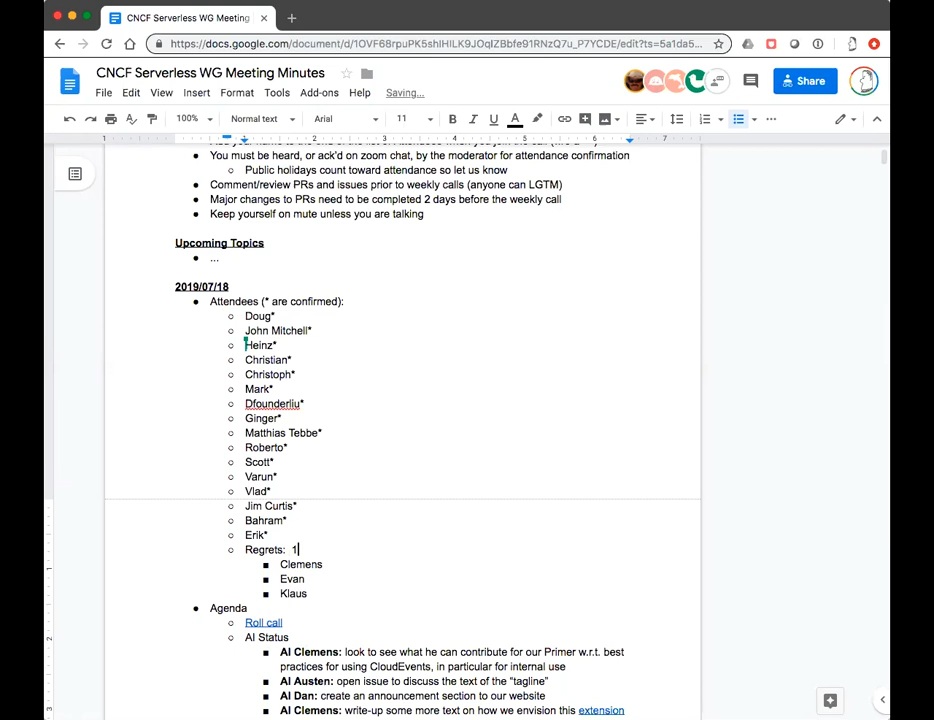 CNCF Serverless WG Meeting
https://docs.google.com/document/d/1OVF68rpuPK5shIHILK9JOqIZBbfe91RNzQ7u_P7YCDE/edit?ts=5a1da5...
CNCF Serverless WG Meeting Minutes
File Edit View Insert Format Tools Add-ons Help Saving...
Share
100% Normal text Arial 11 B I U A
1 1 2 3 4 5 6 7
● You must be heard, or ack'd on zoom chat, by the moderator for attendance confirmation
○ Public holidays count toward attendance so let us know
● Comment/review PRs and issues prior to weekly calls (anyone can LGTM)
● Major changes to PRs need to be completed 2 days before the weekly call
● Keep yourself on mute unless you are talking
Upcoming Topics
● ...
2019/07/18
● Attendees (* are confirmed):
○ Doug*
○ John Mitchell*
○ Heinz*
○ Christian*
○ Christoph*
○ Mark*
○ Dfounderliu*
○ Ginger*
○ Matthias Tebbe*
○ Roberto*
○ Scott*
○ Varun*
○ Vlad*
○ Jim Curtis*
○ Bahram*
○ Erik*
○ Regrets: 1
■ Clemens
■ Evan
■ Klaus
● Agenda
○ Roll call
○ AI Status
■ AI Clemens: look to see what he can contribute for our Primer w.r.t. best
practices for using CloudEvents, in particular for internal use
■ AI Austen: open issue to discuss the text of the “tagline”
■ AI Dan: create an announcement section to our website
■ AI Clemens: write-up some more text on how we envision this extension